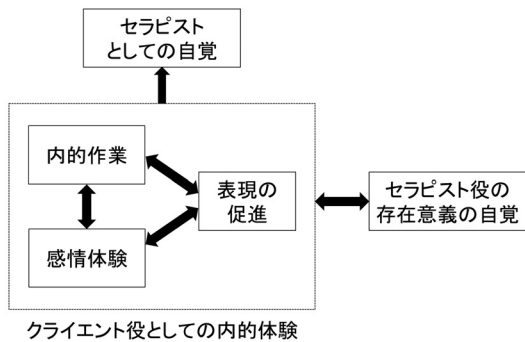 セラピスト
としての自覚
内的作業
表現の
促進
感情体験
セラピスト役の
存在意義の自覚
クライエント役としての内的体験